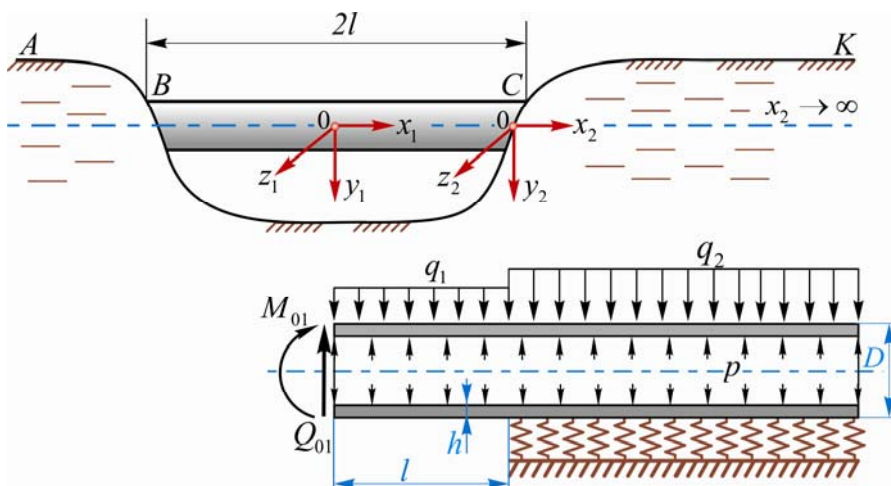 2l
A
K
B
C
x₂ → ∞
0
x₁
0
x₂
z₁
y₁
z₂
y₂
q₁
q₂
M₀₁
p
D
Q₀₁
h
l